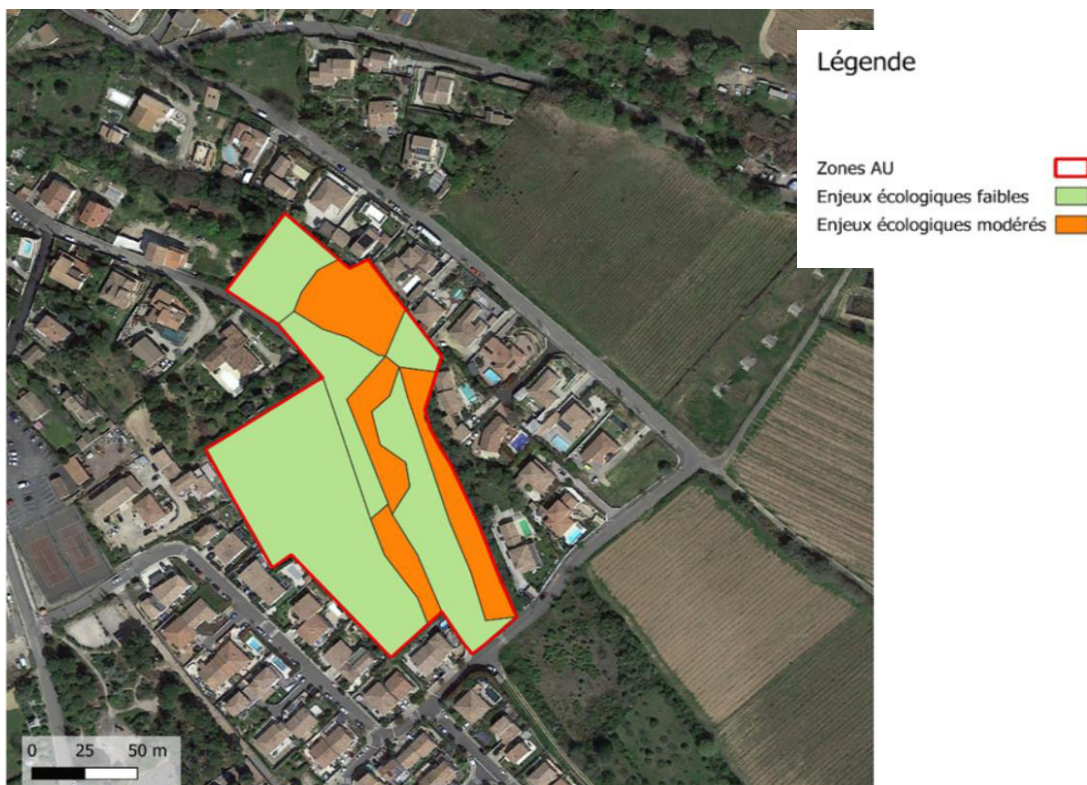 Légende
Zones AU
Enjeux écologiques faibles
Enjeux écologiques modérés
0 25 50 m